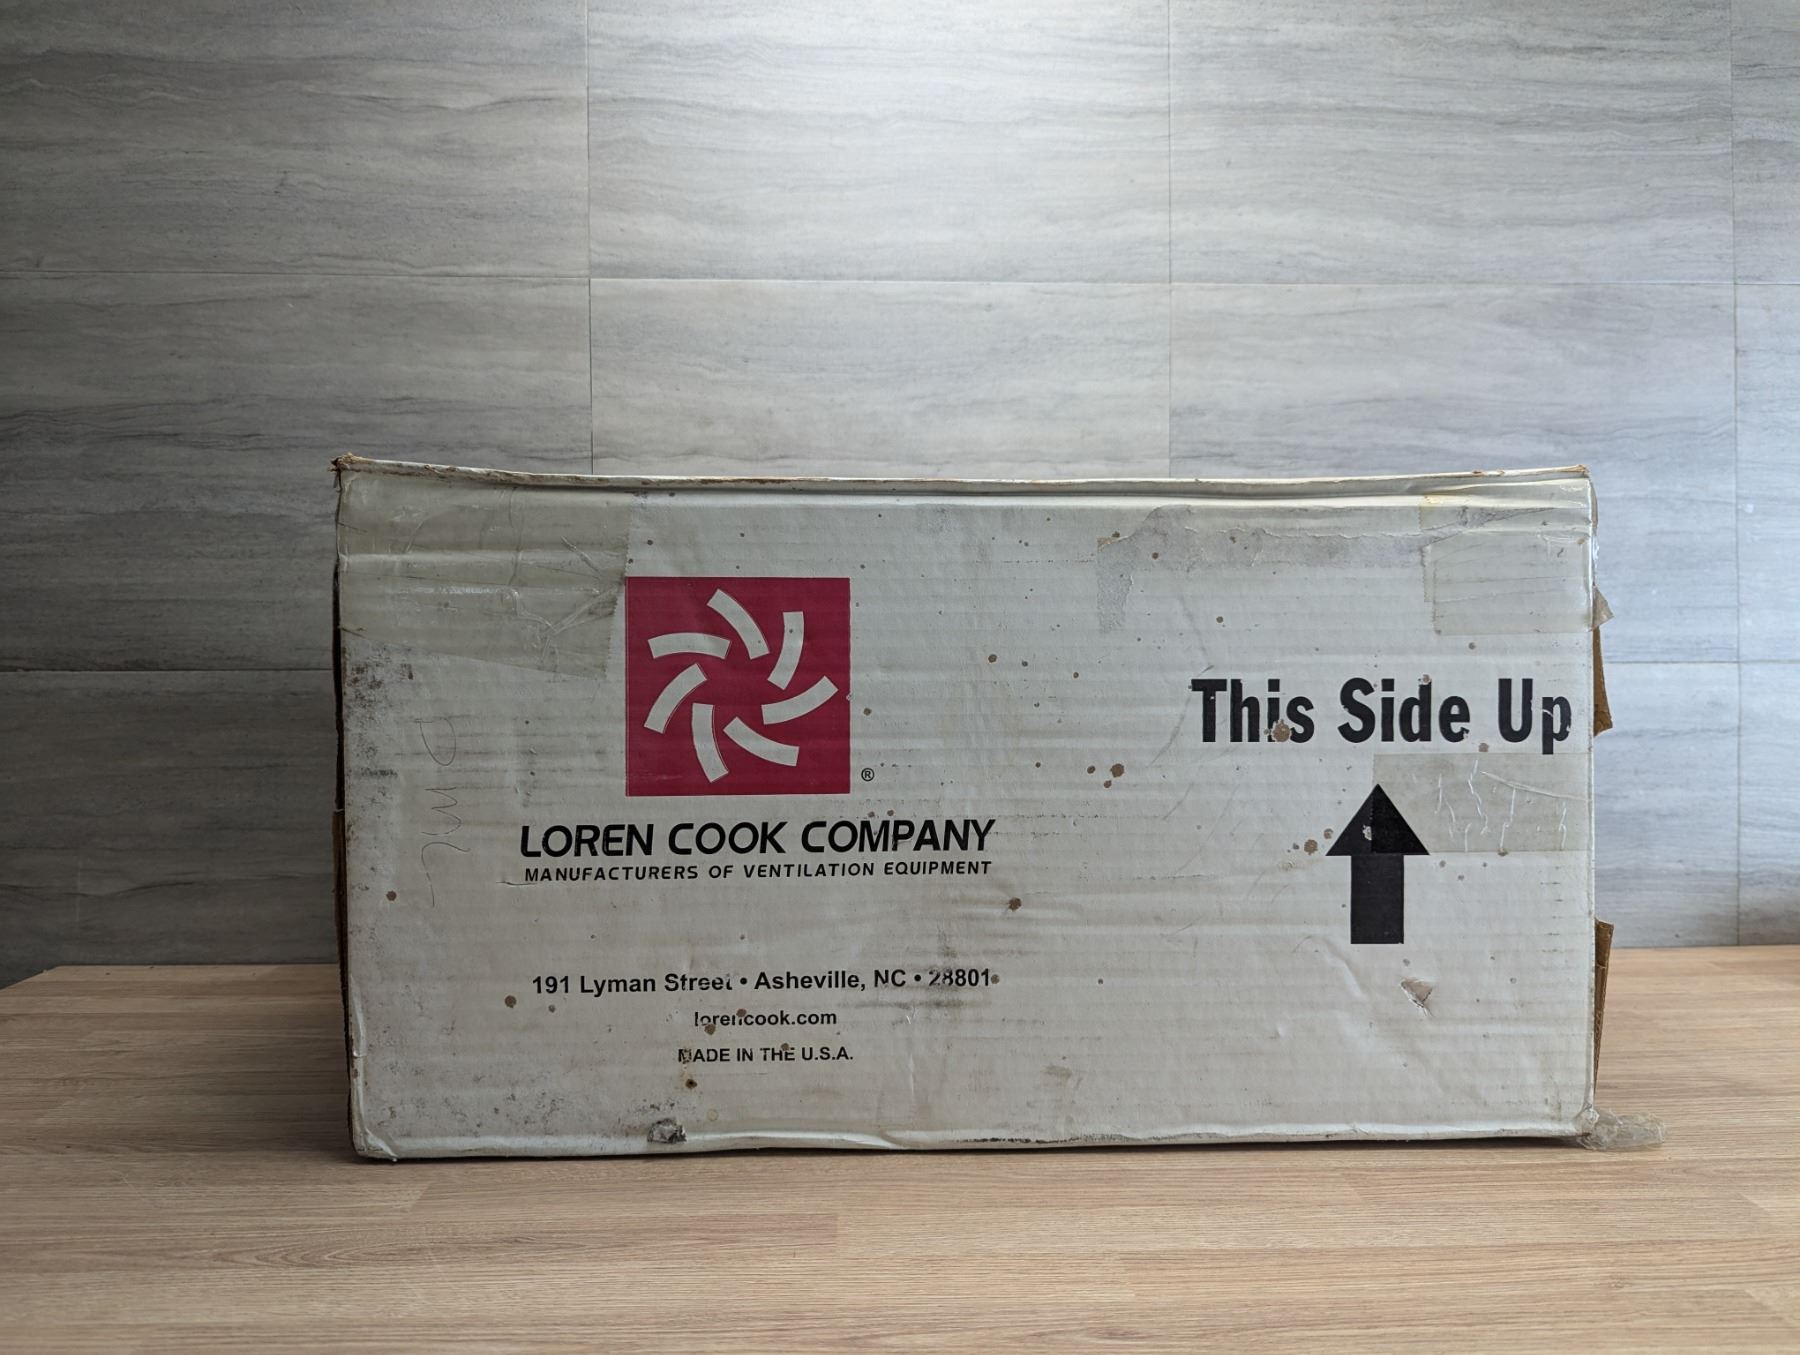 ®
LOREN COOK COMPANY
MANUFACTURERS OF VENTILATION EQUIPMENT
191 Lyman Street • Asheville, NC • 28801
lorencook.com
MADE IN THE U.S.A.
This Side Up